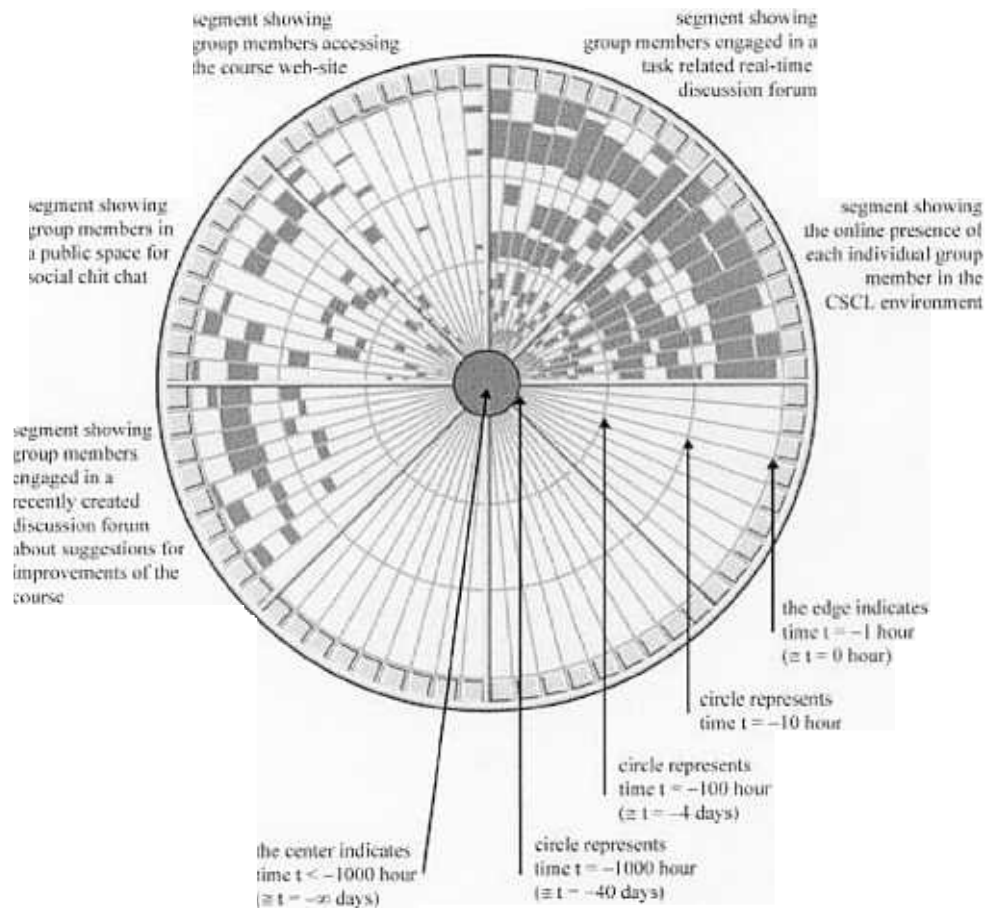 segment showing
group members accessing
the course web-site
segment showing
group members engaged in a
task related real-time
discussion forum
segment showing
group members in
a public space for
social chit chat
segment showing
the online presence of
each individual group
member in the
CSCL environment
segment showing
group members
engaged in a
recently created
discussion forum
about suggestions for
improvements of the
course
the edge indicates
time t = −1 hour
(≅ t = 0 hour)
circle represents
time t = −10 hour
circle represents
time t = −100 hour
(≅ t = −4 days)
circle represents
time t = −1000 hour
(≅ t = −40 days)
the center indicates
time t < −1000 hour
(≅ t = −∞ days)